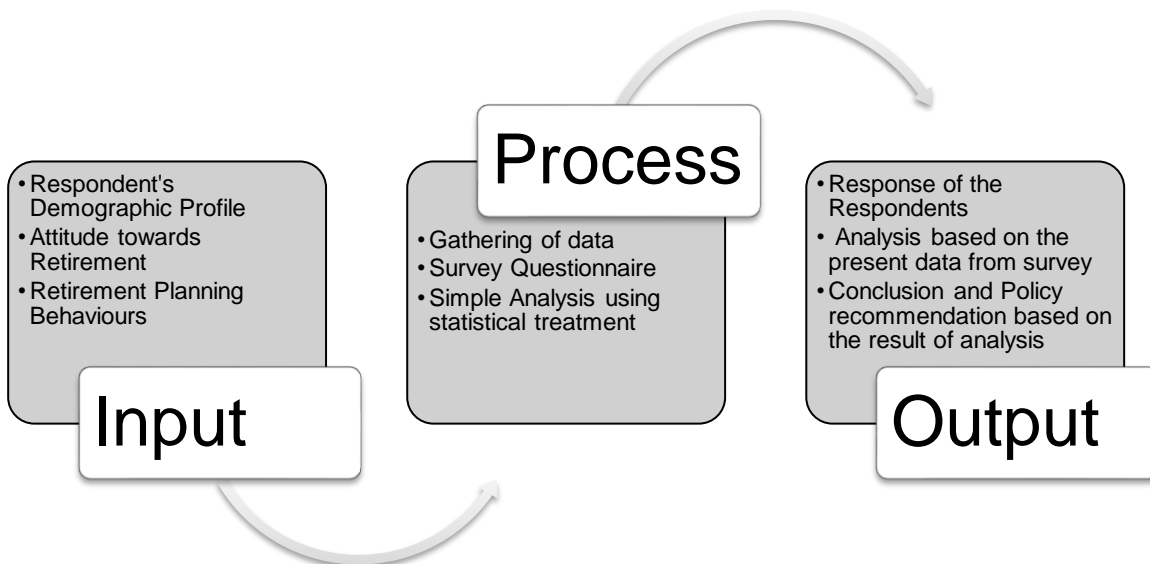 • Respondent's
Demographic Profile
• Attitude towards
Retirement
• Retirement Planning
Behaviours
Input
Process
• Gathering of data
• Survey Questionnaire
• Simple Analysis using
statistical treatment
• Response of the
Respondents
• Analysis based on the
present data from survey
• Conclusion and Policy
recommendation based on
the result of analysis
Output